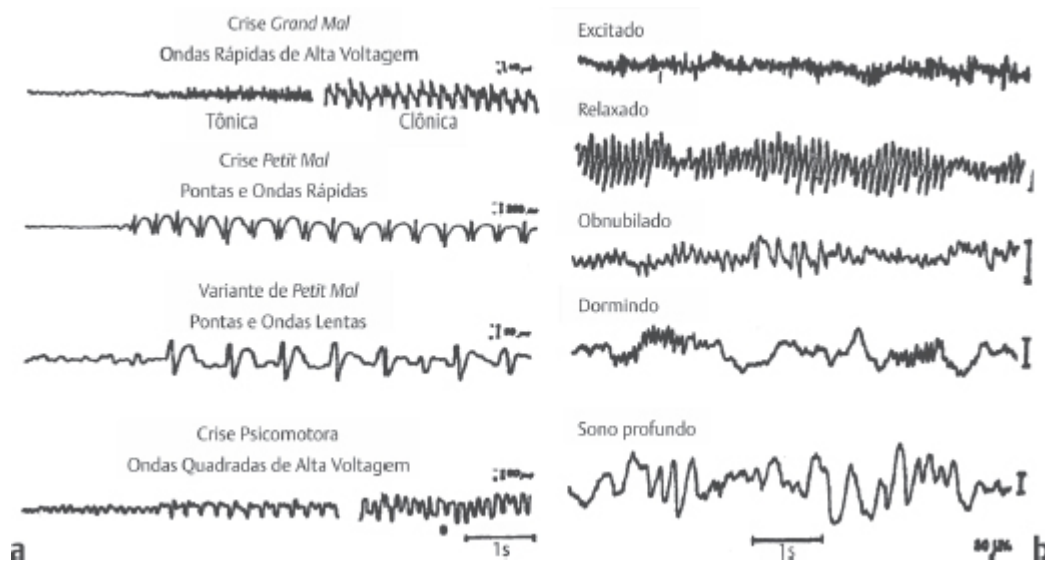 Crise Grand Mal
Ondas Rápidas de Alta Voltagem
Tônica
Clônica
Crise Petit Mal
Pontas e Ondas Rápidas
Variante de Petit Mal
Pontas e Ondas Lentas
Crise Psicomotora
Ondas Quadradas de Alta Voltagem
1s
a
Excitado
Relaxado
Obnubilado
Dormindo
Sono profundo
1s
b